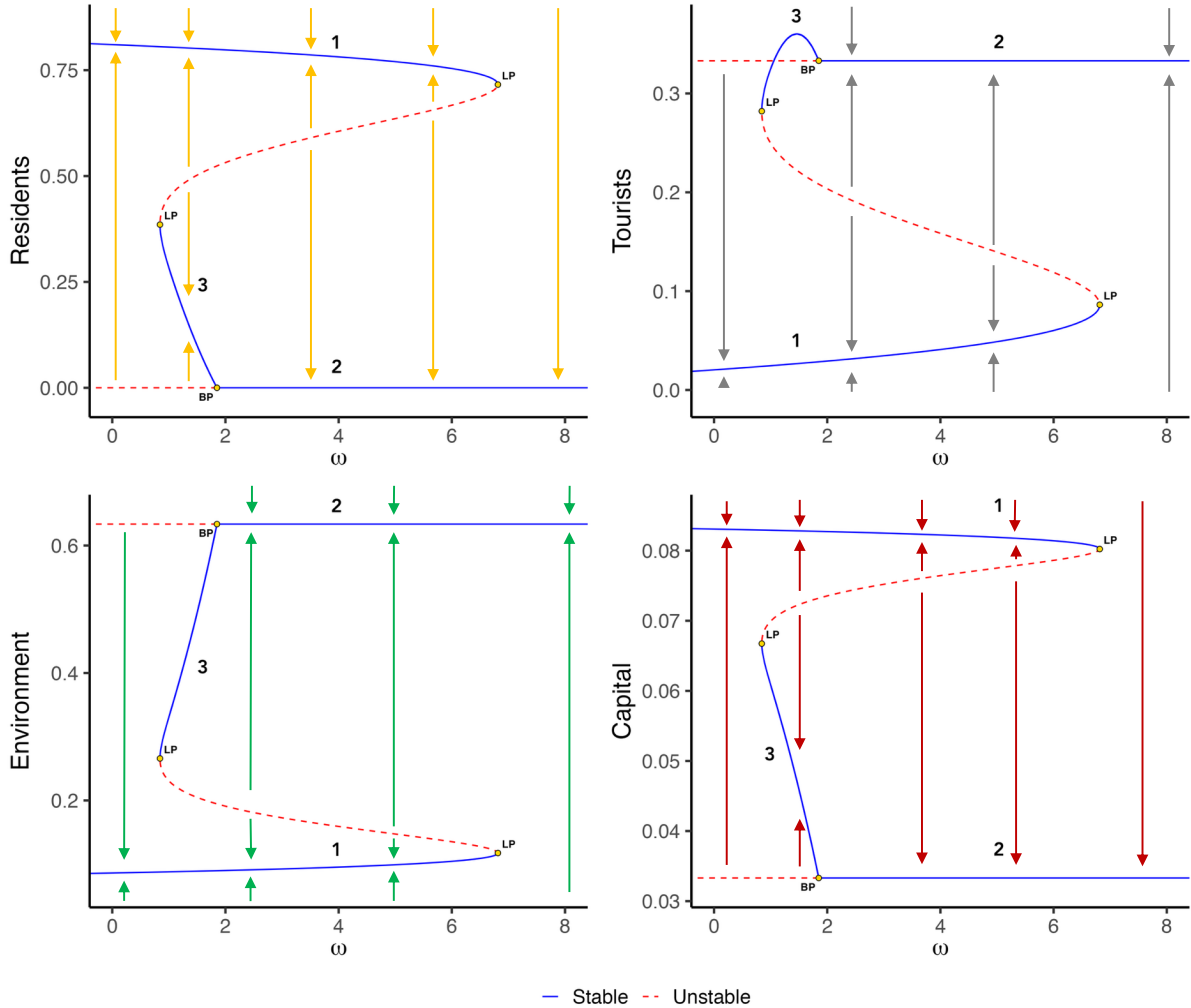 Residents
0.75
0.50
0.25
0.00
1
LP
LP
3
2
BP
0 2 4 6 8
ω
Tourists
0.3
0.2
0.1
0.0
3
2
BP
LP
LP
1
0 2 4 6 8
ω
Environment
0.6
0.4
0.2
2
BP
3
LP
1
LP
0 2 4 6 8
ω
Capital
0.08
0.07
0.06
0.05
0.04
0.03
1
LP
LP
3
2
BP
0 2 4 6 8
ω
Stable Unstable